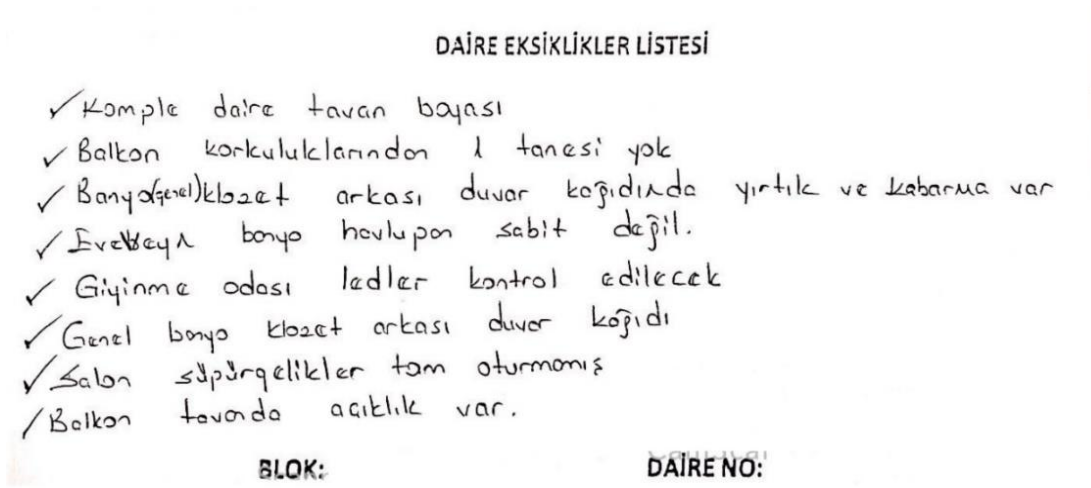 DAİRE EKSİKLİKLER LİSTESİ
✓ Komple daire tavan boyası
✓ Balkon korkuluklarından 1 tanesi yok
✓ Banyo(genel)klozet arkası duvar kağıdında yırtık ve kabarma var
✓ Evebeyn banyo havlupan sabit değil.
✓ Giyinme odası ledler kontrol edilecek
✓ Genel banyo klozet arkası duvar kağıdı
✓ Salon süpürgelikler tam oturmamış
/ Balkon tavanda açıklık var.
BLOK: DAİRE NO: